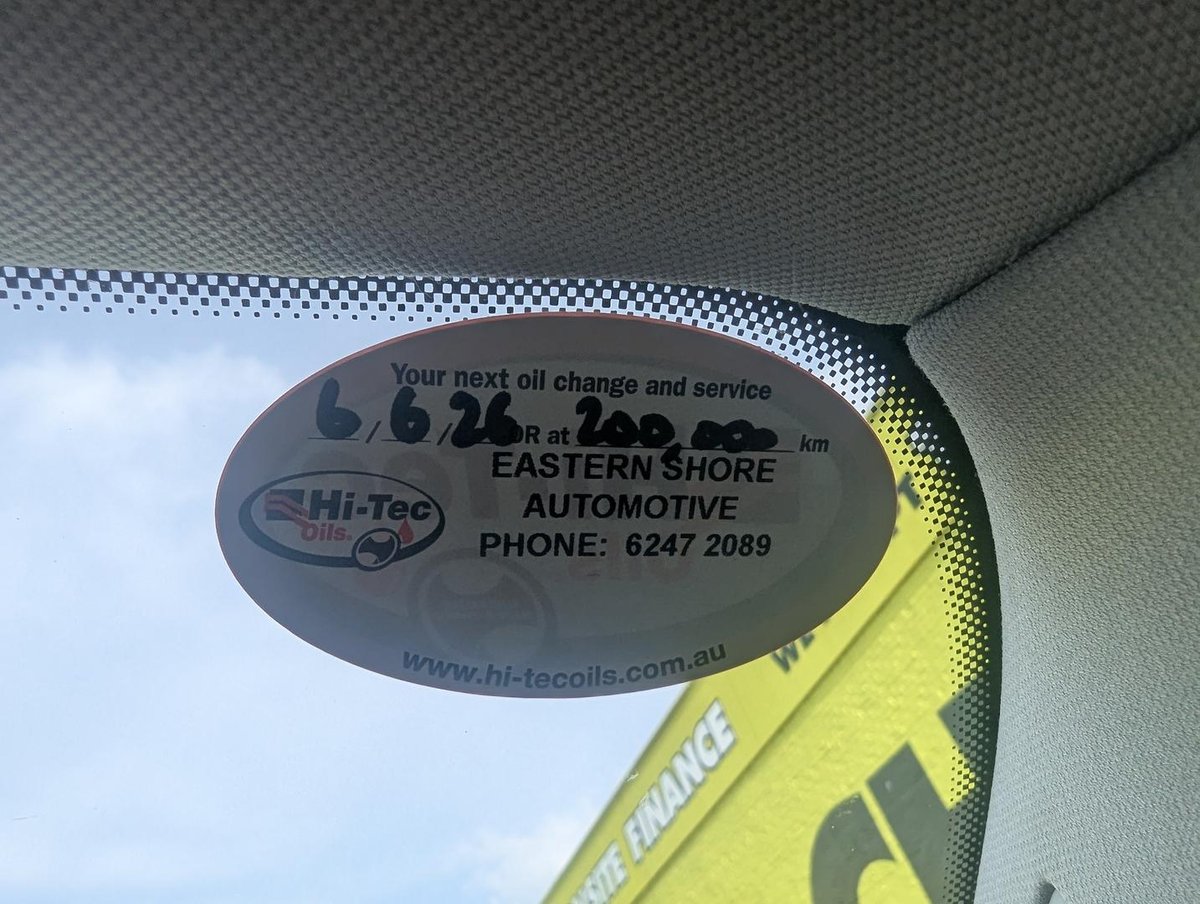 Your next oil change and service
6/6/26 OR at 200,000 km
EASTERN SHORE
AUTOMOTIVE
PHONE: 6247 2089
Hi-Tec
Oils.
www.hi-tecoils.com.au
FINANCE